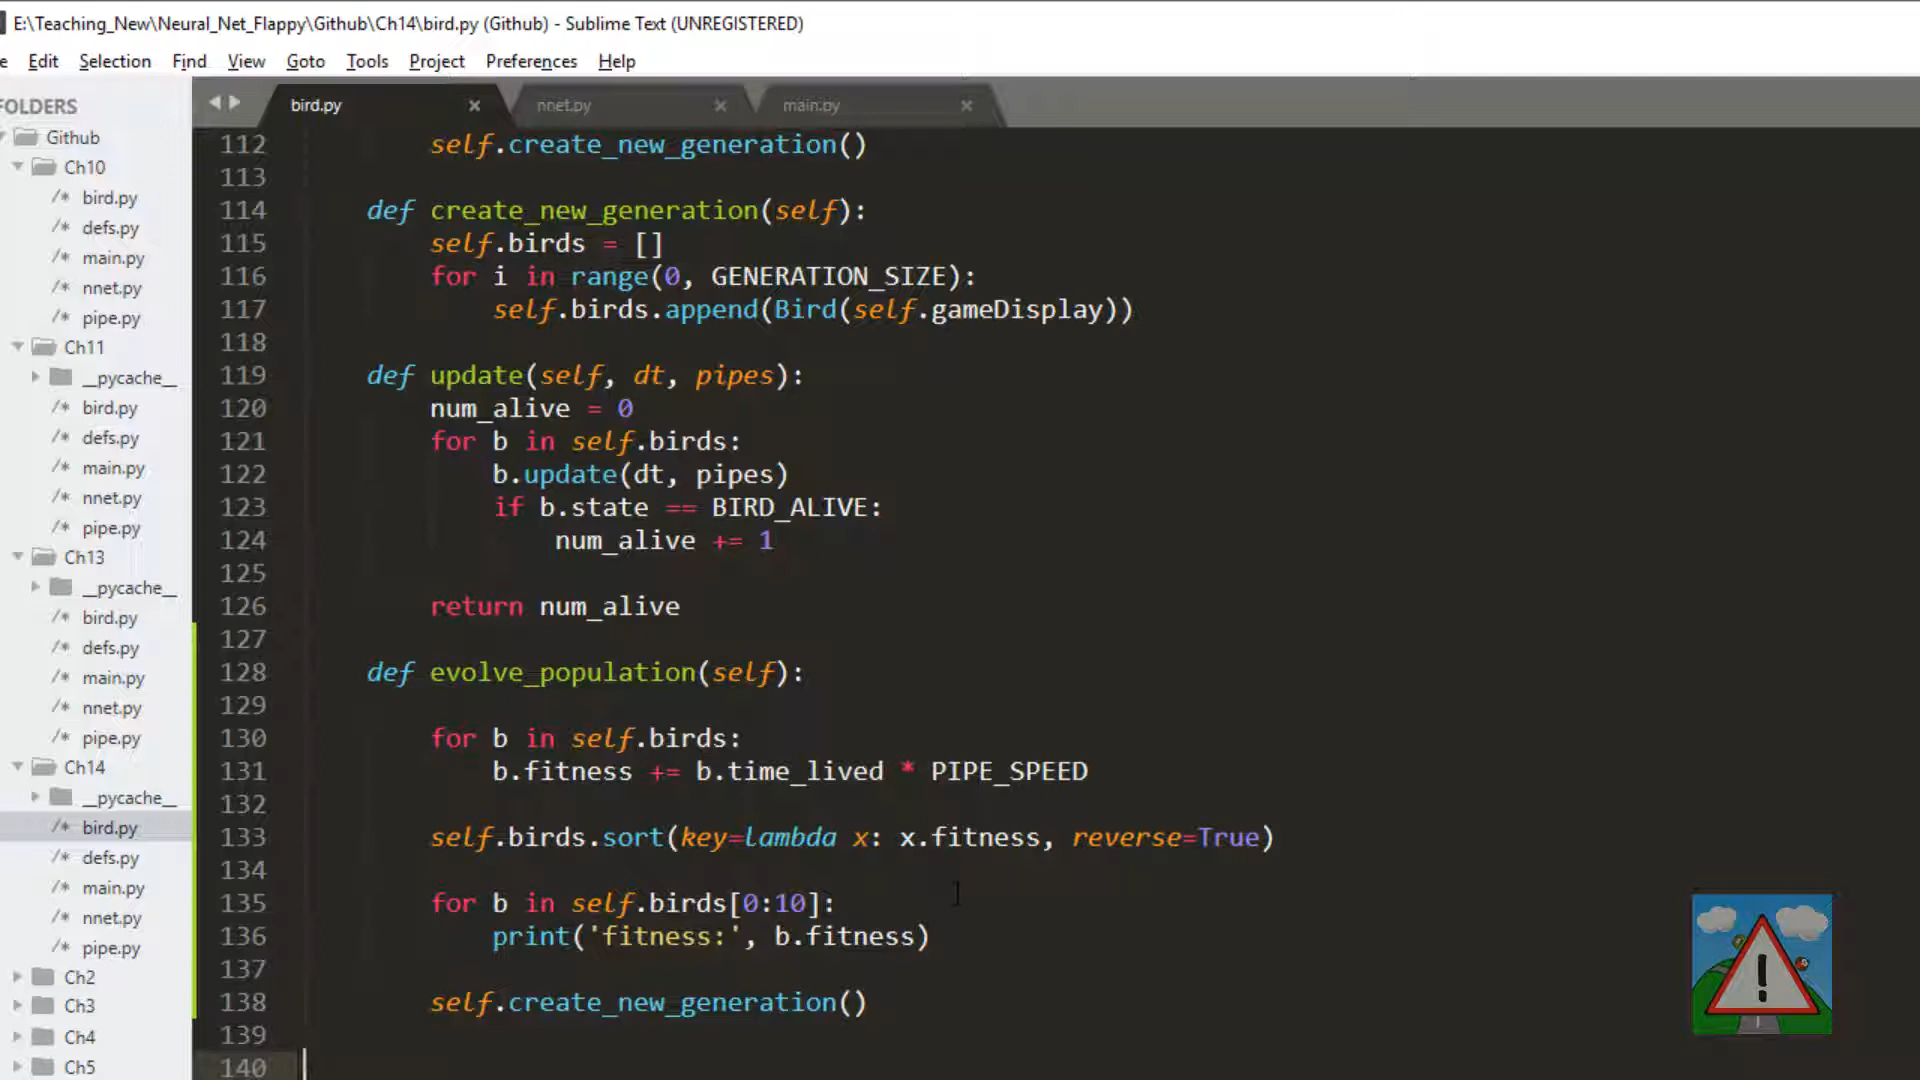 E:\Teaching_New\Neural_Net_Flappy\Github\Ch14\bird.py (Github) - Sublime Text (UNREGISTERED)
e Edit Selection Find View Goto Tools Project Preferences Help
FOLDERS
Github
Ch10
/* bird.py
/* defs.py
/* main.py
/* nnet.py
/* pipe.py
Ch11
__pycache__
/* bird.py
/* defs.py
/* main.py
/* nnet.py
/* pipe.py
Ch13
__pycache__
/* bird.py
/* defs.py
/* main.py
/* nnet.py
/* pipe.py
Ch14
__pycache__
/* bird.py
/* defs.py
/* main.py
/* nnet.py
/* pipe.py
Ch2
Ch3
Ch4
Ch5
bird.py × nnet.py × main.py ×
112         self.create_new_generation()
113
114     def create_new_generation(self):
115         self.birds = []
116         for i in range(0, GENERATION_SIZE):
117             self.birds.append(Bird(self.gameDisplay))
118
119     def update(self, dt, pipes):
120         num_alive = 0
121         for b in self.birds:
122             b.update(dt, pipes)
123             if b.state == BIRD_ALIVE:
124                 num_alive += 1
125
126         return num_alive
127
128     def evolve_population(self):
129
130         for b in self.birds:
131             b.fitness += b.time_lived * PIPE_SPEED
132
133         self.birds.sort(key=lambda x: x.fitness, reverse=True)
134
135         for b in self.birds[0:10]:
136             print('fitness:', b.fitness)
137
138         self.create_new_generation()
139
140
!